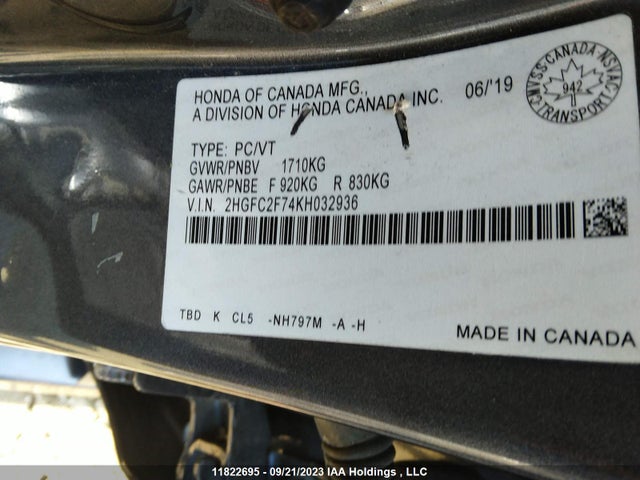 HONDA OF CANADA MFG.,
A DIVISION OF HONDA CANADA INC. 06/'19
CMVSS·CANADA·NSVAC
942
TRANSPORT
TYPE: PC/VT
GVWR/PNBV 1710KG
GAWR/PNBE F 920KG R 830KG
V.I.N. 2HGFC2F74KH032936
TBD K CL5 -NH797M -A -H
MADE IN CANADA
11822695 - 09/21/2023 IAA Holdings , LLC